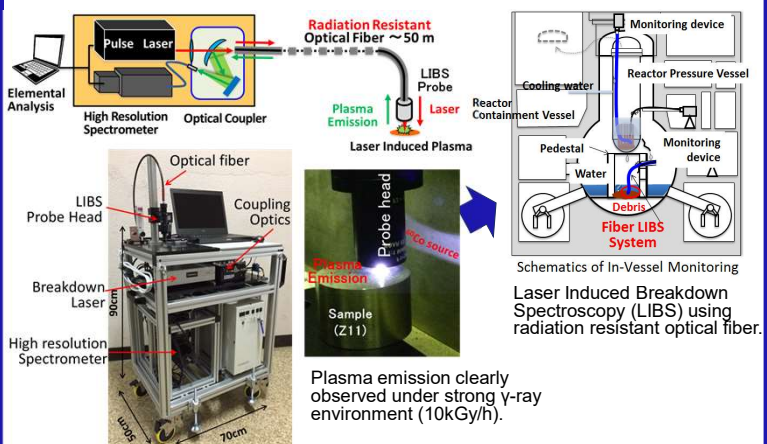 Radiation Resistant
Optical Fiber ～50 m
Pulse Laser
Elemental
Analysis
High Resolution
Spectrometer
Optical Coupler
LIBS
Probe
Plasma
Emission
Laser
Laser Induced Plasma
Optical fiber
LIBS
Probe Head
Coupling
Optics
Breakdown
Laser
High resolution
Spectrometer
90cm
50cm
70cm
Probe head
⁶⁰Co source
Plasma
Emission
Sample
(Z11)
Plasma emission clearly
observed under strong γ-ray
environment (10kGy/h).
Monitoring device
Cooling water
Reactor Pressure Vessel
Reactor
Containment Vessel
Pedestal
Monitoring
device
Water
Debris
Fiber LIBS
System
Schematics of In-Vessel Monitoring
Laser Induced Breakdown
Spectroscopy (LIBS) using
radiation resistant optical fiber.